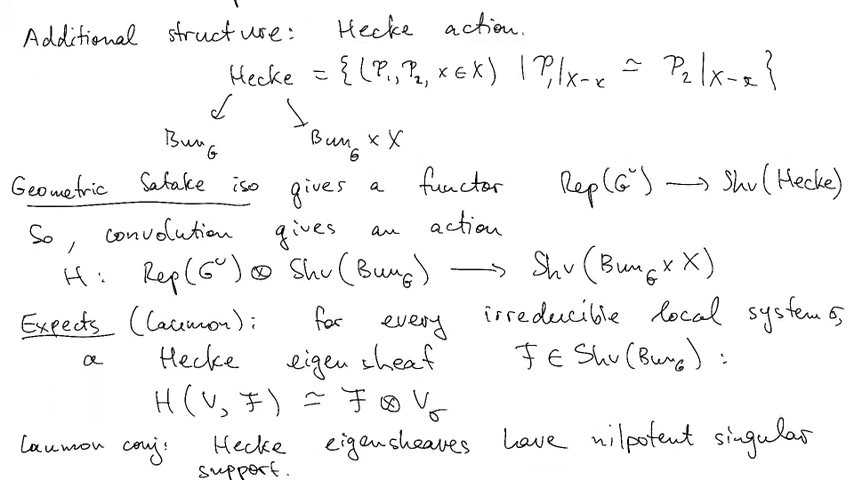 Additional structure: Hecke action.
Hecke = { (P₁, P₂, x ∈ X) | P₁|_{X-x} ≃ P₂|_{X-x} }
Bun_G Bun_G × X
Geometric Satake iso gives a functor Rep(Gˇ) → Shv(Hecke)
So, convolution gives an action
H: Rep(Gˇ) ⊗ Shv(Bun_G) → Shv(Bun_G × X)
Expects (Laumon): for every irreducible local system σ,
a Hecke eigensheaf F ∈ Shv(Bun_G) :
H(V, F) ≃ F ⊗ V_σ
Laumon conj: Hecke eigensheaves have nilpotent singular
support.